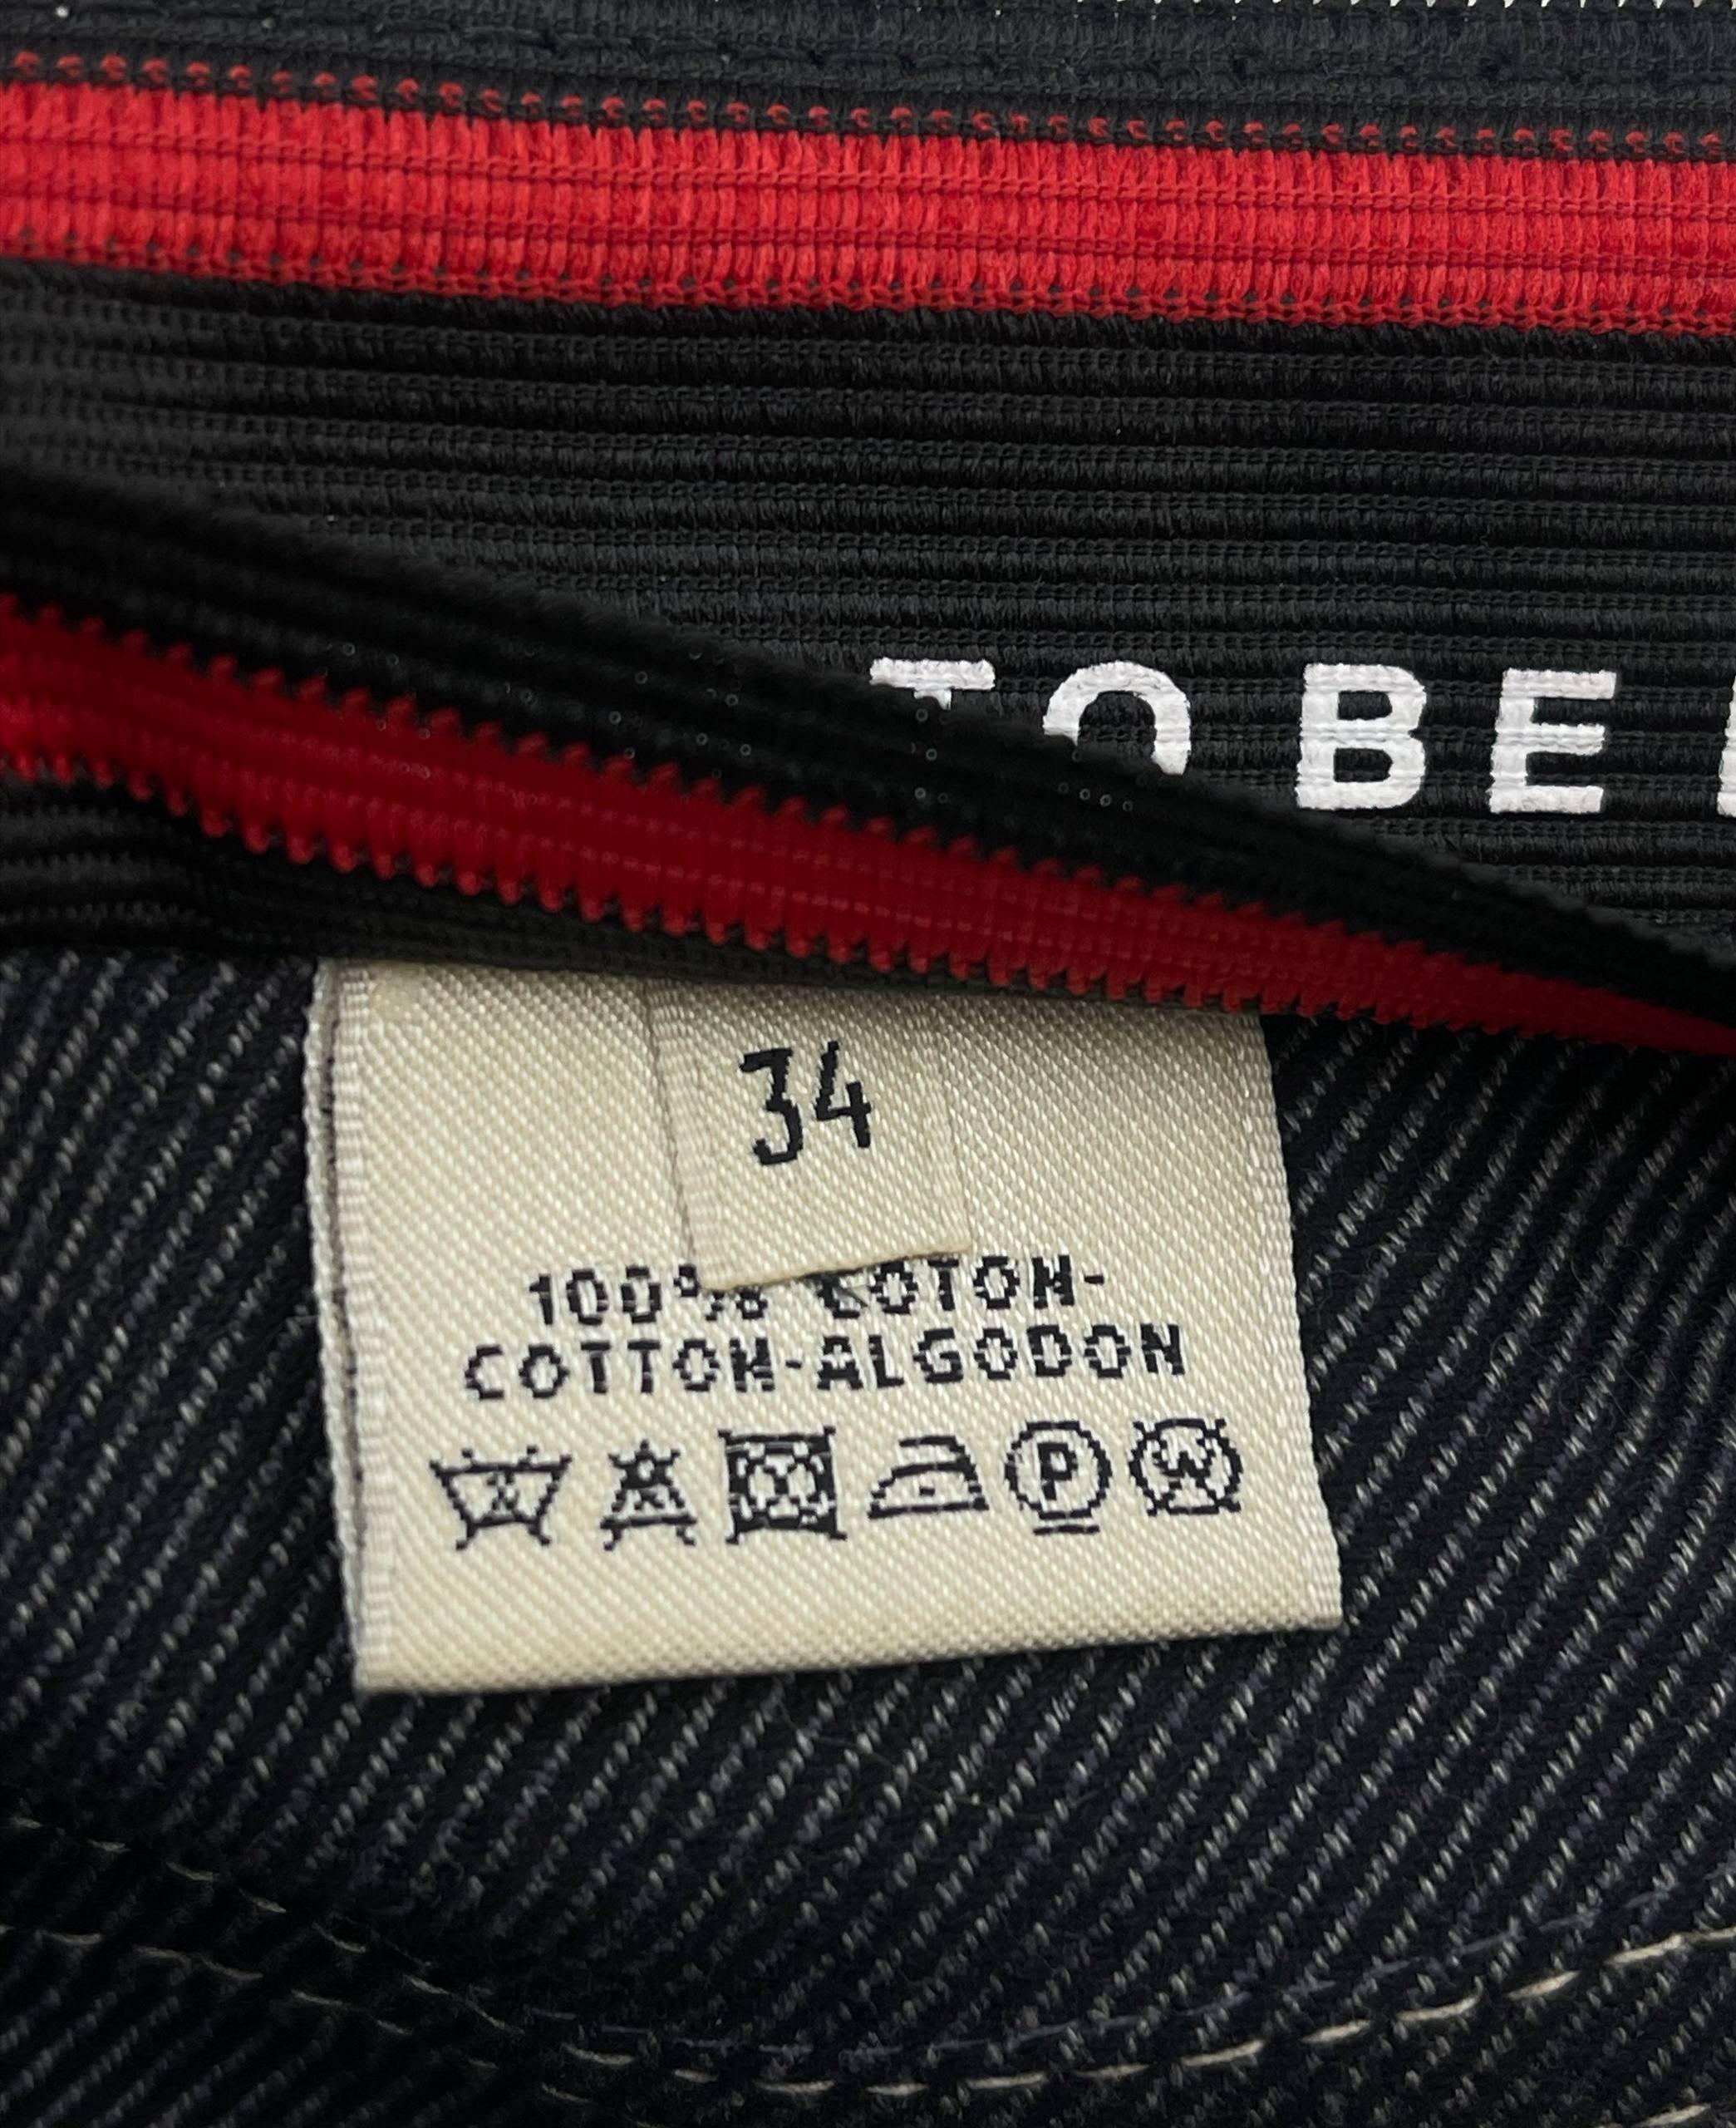 TO BE
34
100% COTON-
COTTON-ALGODON
P
W